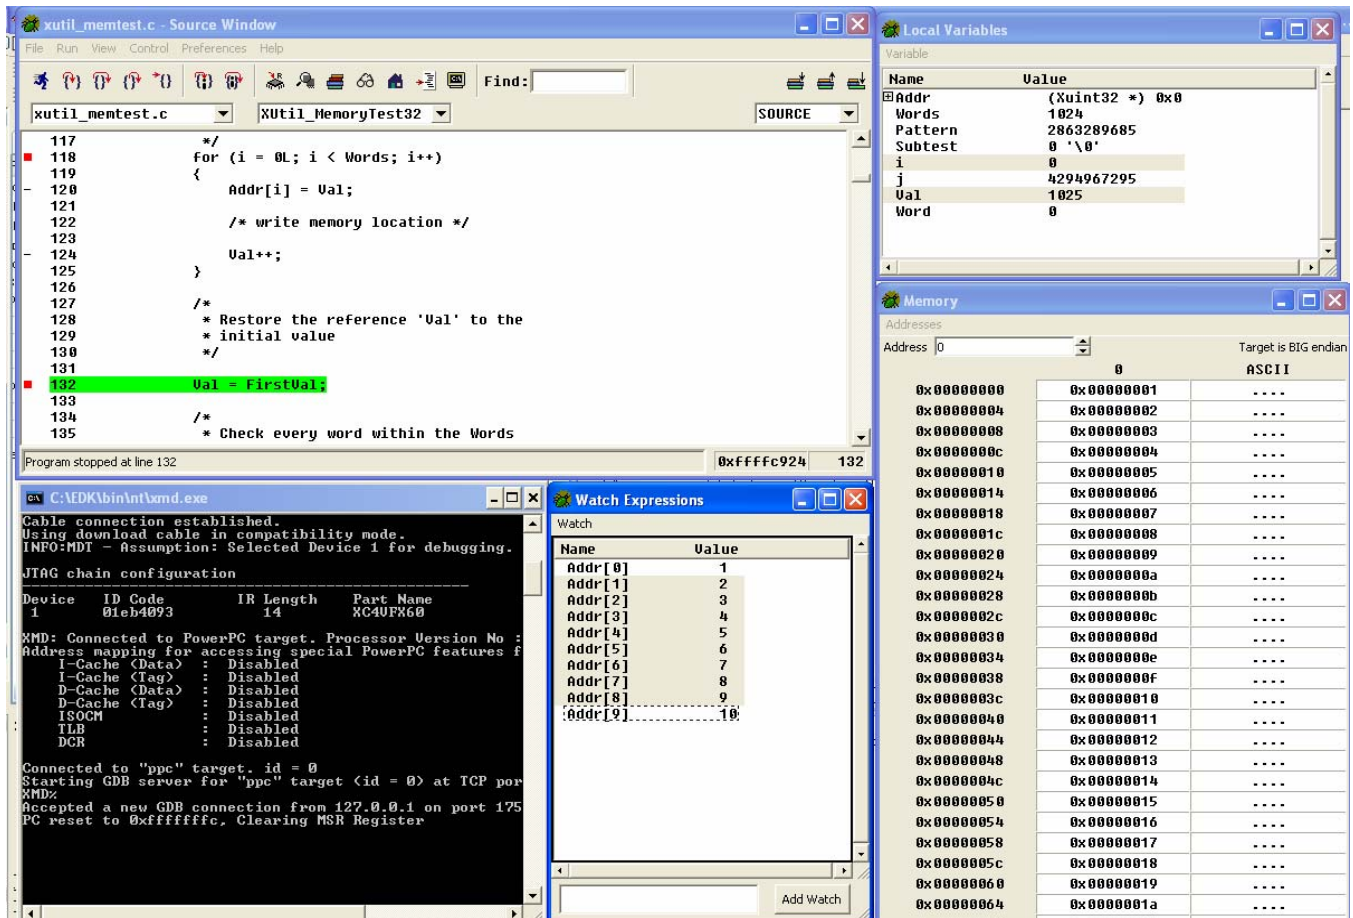 xutil_memtest.c - Source Window
File Run View Control Preferences Help
Find:
xutil_memtest.c XUtil_MemoryTest32 SOURCE
117 */
118 for (i = 0L; i < Words; i++)
119 {
120 Addr[i] = Val;
121
122 /* write memory location */
123
124 Val++;
125 }
126
127 /*
128 * Restore the reference 'Val' to the
129 * initial value
130 */
131
132 Val = FirstVal;
133
134 /*
135 * Check every word within the Words
Program stopped at line 132 0xffffc924 132
Local Variables
Variable
Name Value
Addr (Xuint32 *) 0x0
Words 1024
Pattern 2863289685
Subtest 0 '\0'
i 0
j 4294967295
Val 1025
Word 0
C:\EDK\bin\nt\xmd.exe
Cable connection established.
Using download cable in compatibility mode.
INFO:MDT - Assumption: Selected Device 1 for debugging.
JTAG chain configuration
--------------------------------------------------
Device ID Code IR Length Part Name
1 01eb4093 14 XC4VFX60
XMD: Connected to PowerPC target. Processor Version No :
Address mapping for accessing special PowerPC features f
I-Cache (Data) : Disabled
I-Cache (Tag) : Disabled
D-Cache (Data) : Disabled
D-Cache (Tag) : Disabled
ISOCM : Disabled
TLB : Disabled
DCR : Disabled
Connected to "ppc" target. id = 0
Starting GDB server for "ppc" target (id = 0) at TCP por
XMD%
Accepted a new GDB connection from 127.0.0.1 on port 175
PC reset to 0xfffffffc, Clearing MSR Register
Watch Expressions
Watch
Name Value
Addr[0] 1
Addr[1] 2
Addr[2] 3
Addr[3] 4
Addr[4] 5
Addr[5] 6
Addr[6] 7
Addr[7] 8
Addr[8] 9
Addr[9] 10
Add Watch
Memory
Addresses
Address 0 Target is BIG endian
0 ASCII
0x00000000 0x00000001 ....
0x00000004 0x00000002 ....
0x00000008 0x00000003 ....
0x0000000c 0x00000004 ....
0x00000010 0x00000005 ....
0x00000014 0x00000006 ....
0x00000018 0x00000007 ....
0x0000001c 0x00000008 ....
0x00000020 0x00000009 ....
0x00000024 0x0000000a ....
0x00000028 0x0000000b ....
0x0000002c 0x0000000c ....
0x00000030 0x0000000d ....
0x00000034 0x0000000e ....
0x00000038 0x0000000f ....
0x0000003c 0x00000010 ....
0x00000040 0x00000011 ....
0x00000044 0x00000012 ....
0x00000048 0x00000013 ....
0x0000004c 0x00000014 ....
0x00000050 0x00000015 ....
0x00000054 0x00000016 ....
0x00000058 0x00000017 ....
0x0000005c 0x00000018 ....
0x00000060 0x00000019 ....
0x00000064 0x0000001a ....